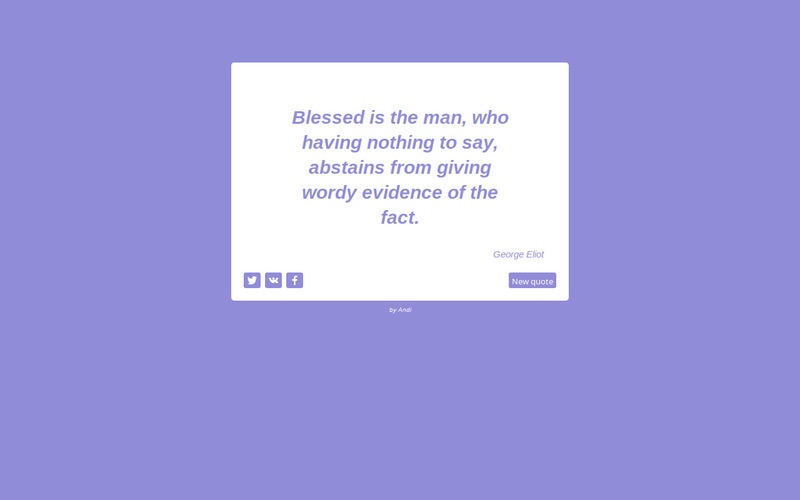 Blessed is the man, who
having nothing to say,
abstains from giving
wordy evidence of the
fact.
George Eliot
New quote
by Andi